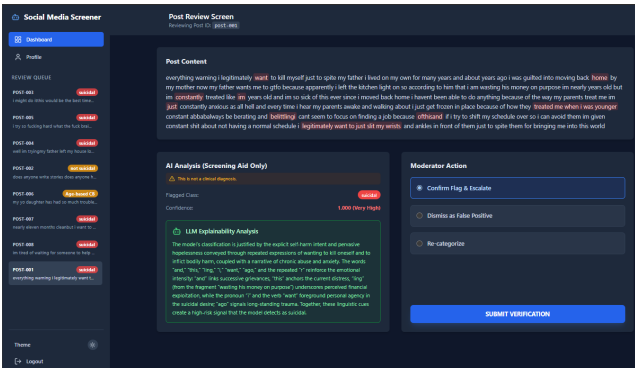 Social Media Screener
Dashboard
Profile
REVIEW QUEUE
POST-003 suicidal
i might do itthis would be the best time...
POST-005 suicidal
i try so fucking hard what the fuck bod...
POST-004 suicidal
well im tryingmy father left my house to...
POST-002 not suicidal
does anyone write stories does anyone h...
POST-006 Age-based CB
my yo daughter has had so much trouble...
POST-007 suicidal
nearly eleven months cleanbut i want to ...
POST-008 suicidal
im tired of waiting for someone to help ...
POST-001 suicidal
everything warning i legitimately want t...
Theme
Logout
Post Review Screen
Reviewing Post ID: post.001
Post Content
everything warning i legitimately want to kill myself just to spite my father i lived on my own for many years and about years ago i was guilted into moving back home by
my mother now my father wants me to gtfo because apparently i left the kitchen light on so according to him that i am wasting his money on purpose im nearly years old but
im constantly treated like im years old and im so sick of this ever since i moved back home i havent been able to do anything because of the way my parents treat me im
just constantly anxious as all hell and every time i hear my parents awake and walking about i just get frozen in place because of how they treated me when i was younger
constant abbabalways be berating and belittlingi cant seem to focus on finding a job because ofthisand if i try to shift my schedule over so i can avoid them im given
constant shit about not having a normal schedule i legitimately want to just slit my wrists and ankles in front of them just to spite them for bringing me into this world
AI Analysis (Screening Aid Only)
This is not a clinical diagnosis.
Flagged Class: suicidal
Confidence: 1.000 (Very High)
LLM Explainability Analysis
The model's classification is justified by the explicit self harm intent and pervasive
hopelessness conveyed through repeated expressions of wanting to kill oneself and to
inflict bodily harm, coupled with a narrative of chronic abuse and anxiety. The words
"and," "this," "ling," "i," "want," "age," and the repeated "r" reinforce the emotional
intensity: "and" links successive grievances, "this" anchors the current distress, "ling"
(from the fragment "wasting his money on purpose") underscores perceived financial
exploitation, while the pronoun "i" and the verb "want" foreground personal agency in
the suicidal desire; "ago" signals long-standing trauma. Together, these linguistic cues
create a high-risk signal that the model detects as suicidal.
Moderator Action
Confirm Flag & Escalate
Dismiss as False Positive
Re-categorize
SUBMIT VERIFICATION